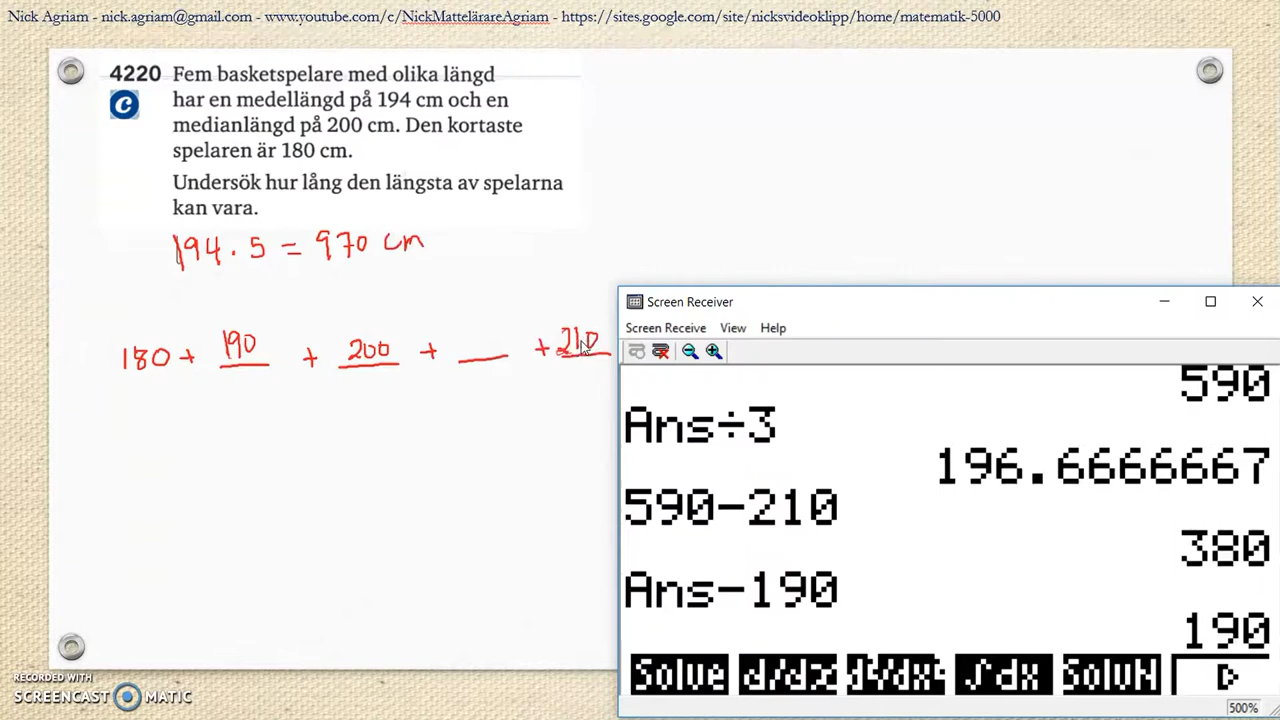 Nick Agriam - nick.agriam@gmail.com - www.youtube.com/c/NickMattelärareAgriam - https://sites.google.com/site/nicksvideoklipp/home/matematik-5000
4220 Fem basketspelare med olika längd
C har en medellängd på 194 cm och en
medianlängd på 200 cm. Den kortaste
spelaren är 180 cm.
Undersök hur lång den längsta av spelarna
kan vara.
194 · 5 = 970 cm
180 + 190 + 200 + ___ + 210
Screen Receiver
Screen Receive View Help
590
Ans÷3
196.6666667
590-210
380
Ans-190
190
Solve d/dx d²/dx² ∫dx SolvN ▷
500%
RECORDED WITH
SCREENCAST MATIC